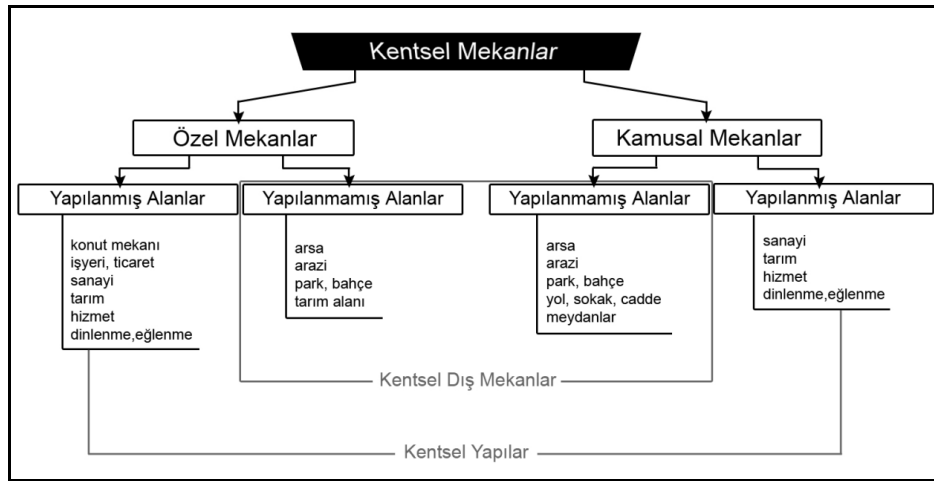 Kentsel Mekanlar
Özel Mekanlar
Kamusal Mekanlar
Yapılanmış Alanlar
Yapılanmamış Alanlar
Yapılanmamış Alanlar
Yapılanmış Alanlar
konut mekanı
işyeri, ticaret
sanayi
tarım
hizmet
dinlenme,eğlenme
arsa
arazi
park, bahçe
tarım alanı
arsa
arazi
park, bahçe
yol, sokak, cadde
meydanlar
sanayi
tarım
hizmet
dinlenme,eğlenme
Kentsel Dış Mekanlar
Kentsel Yapılar